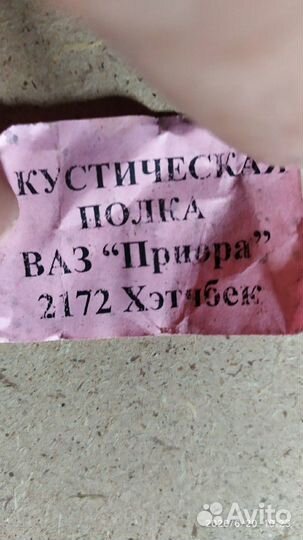 КУСТИЧЕСКАЯ
ПОЛКА
ВАЗ “Приора”
2172 Хэтчбек
Avito